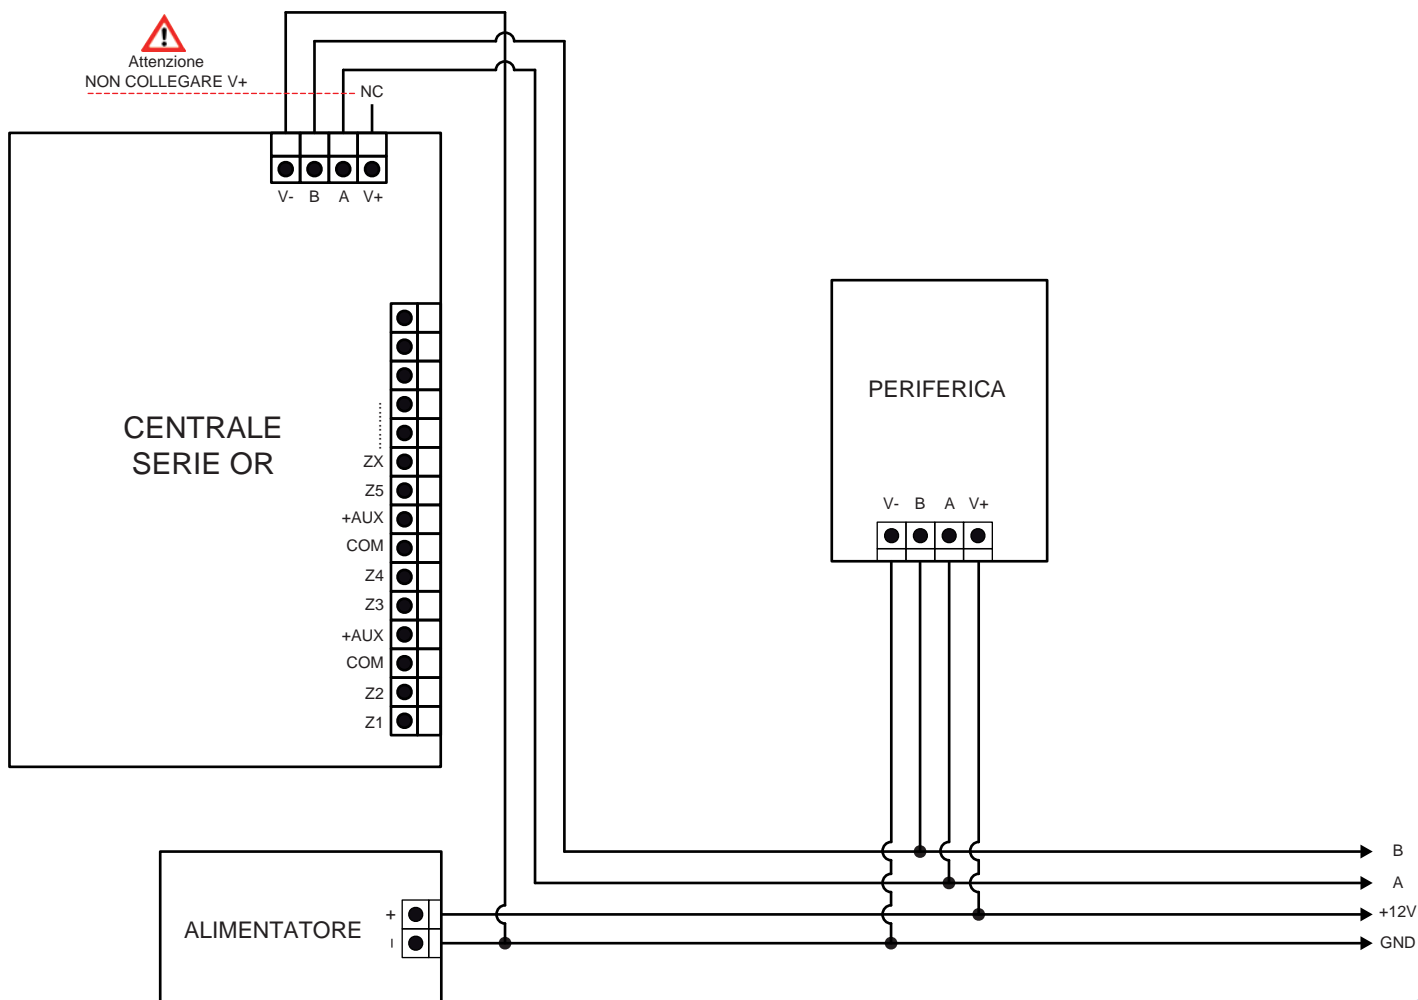 Attenzione
NON COLLEGARE V+
NC
V- B A V+
CENTRALE
SERIE OR
ZX
Z5
+AUX
COM
Z4
Z3
+AUX
COM
Z2
Z1
PERIFERICA
V- B A V+
ALIMENTATORE
+
-
B
A
+12V
GND